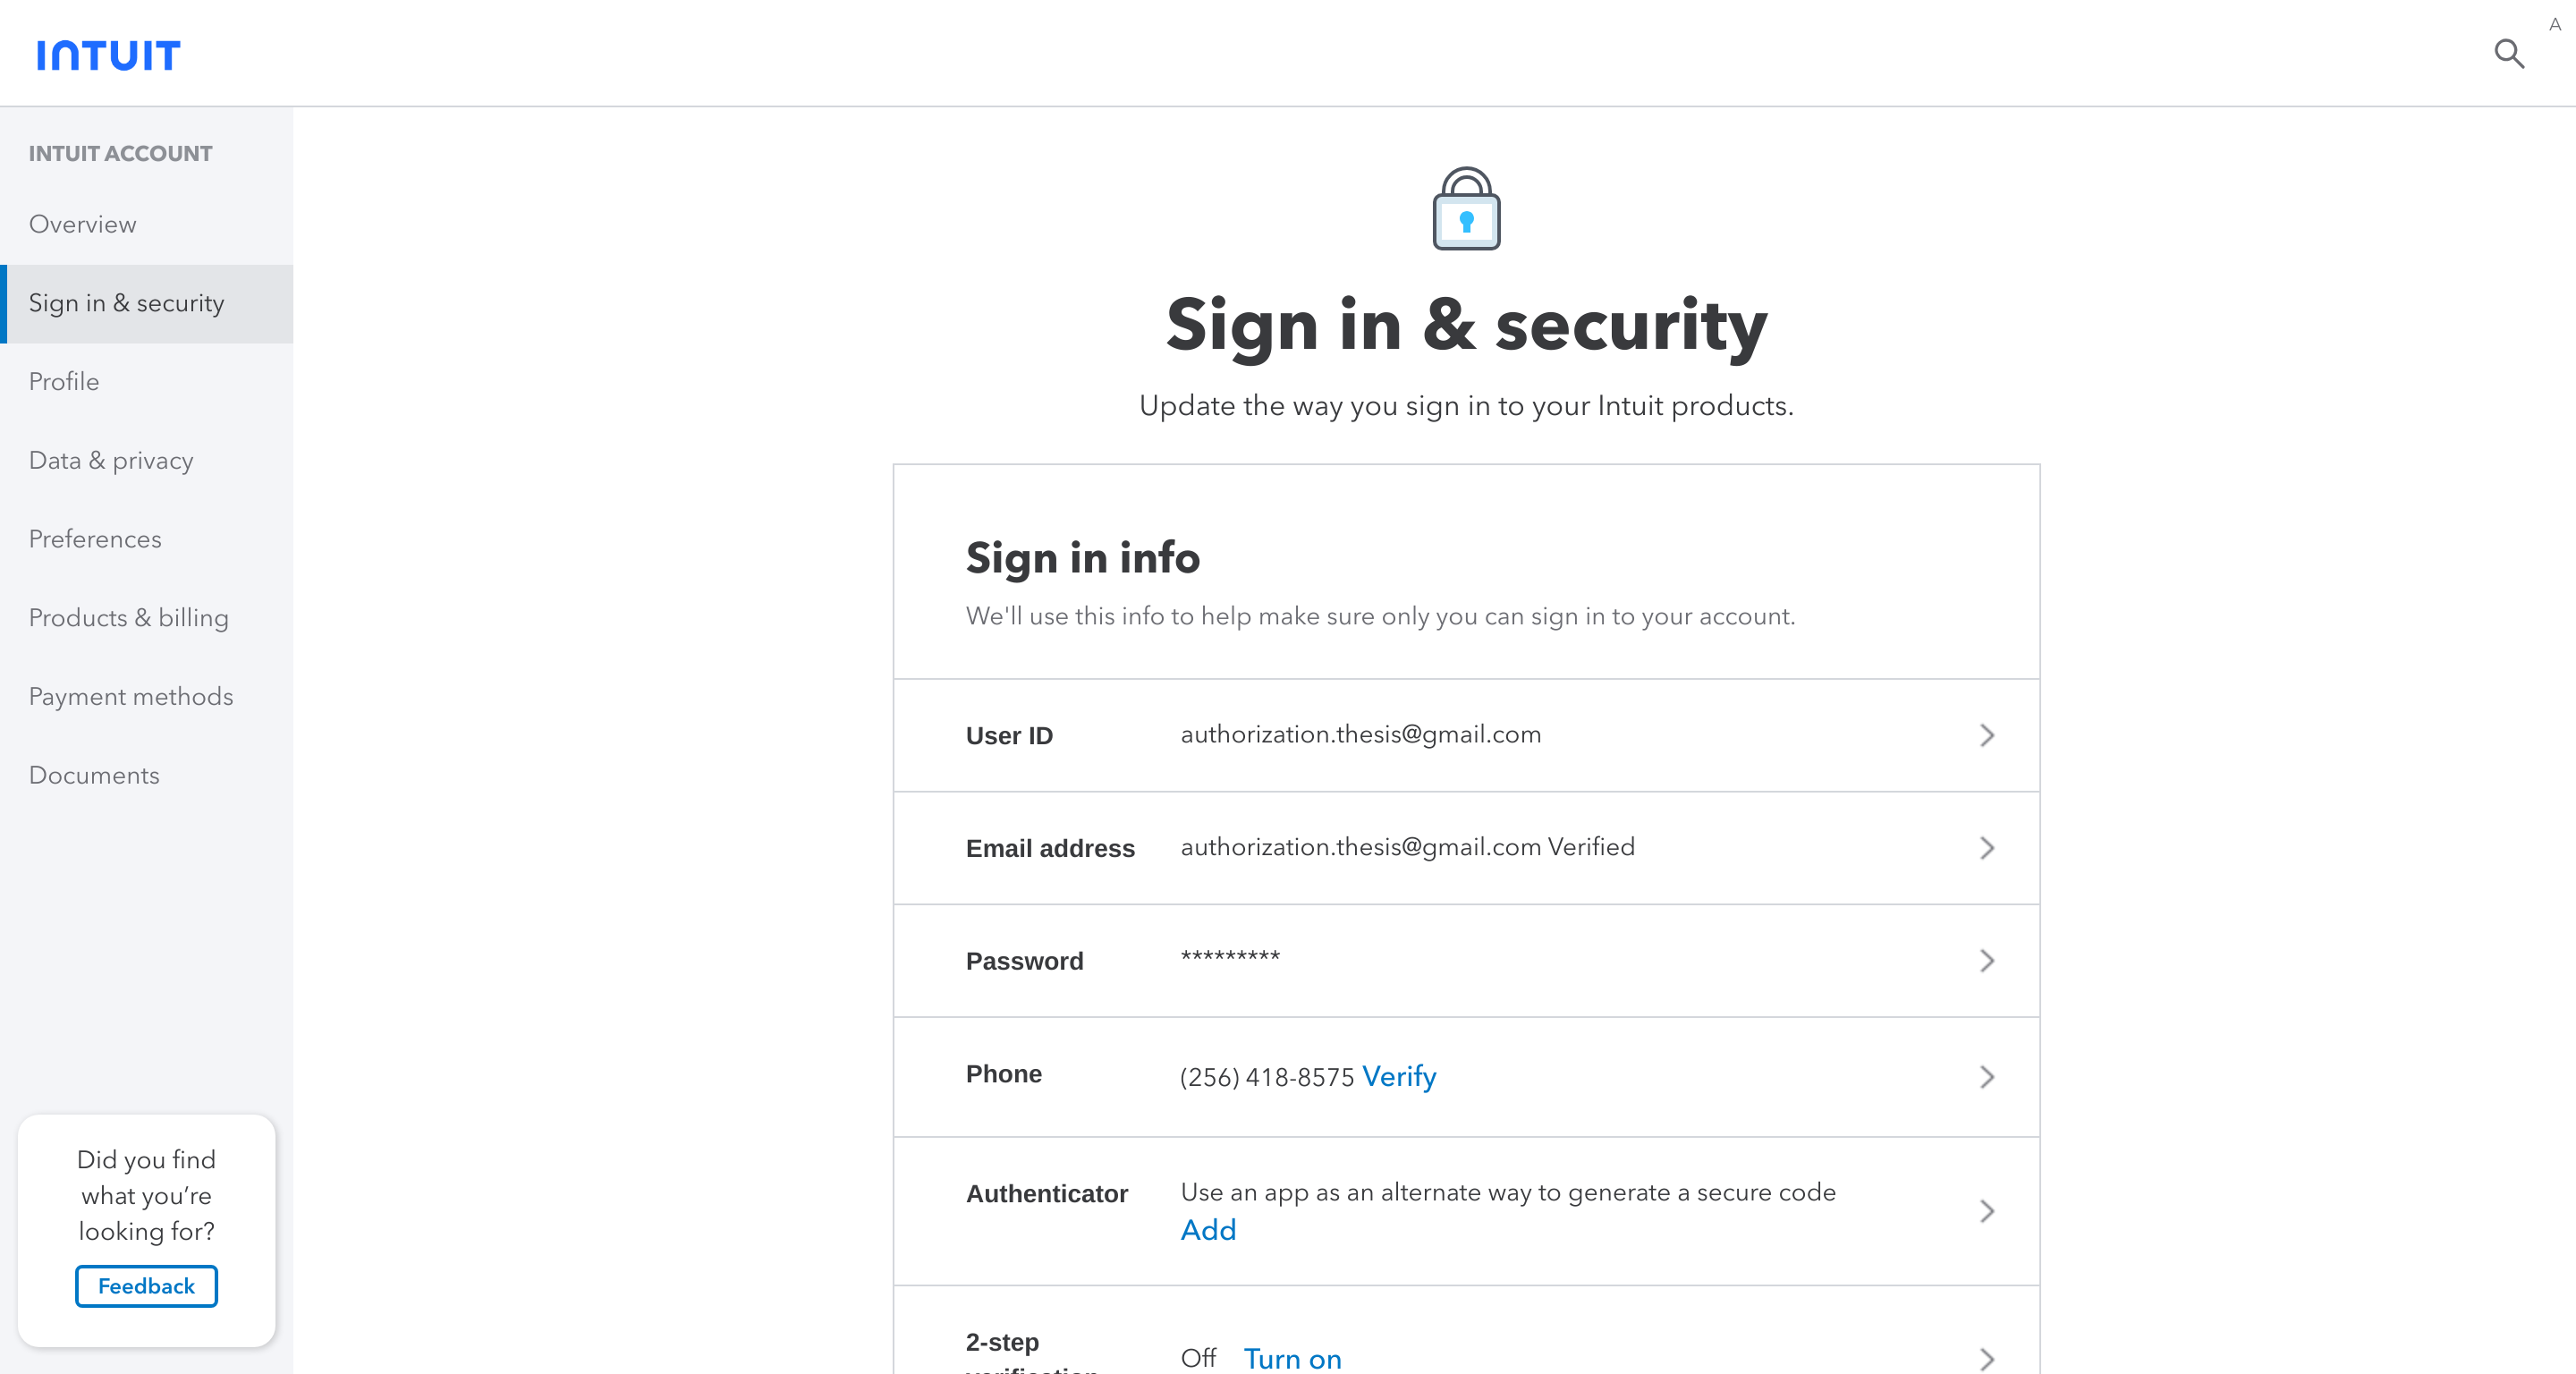 INTUIT
A
INTUIT ACCOUNT
Overview
Sign in & security
Profile
Data & privacy
Preferences
Products & billing
Payment methods
Documents
Did you find
what you’re
looking for?
Feedback
Sign in & security
Update the way you sign in to your Intuit products.
Sign in info
We'll use this info to help make sure only you can sign in to your account.
User ID authorization.thesis@gmail.com
Email address authorization.thesis@gmail.com Verified
Password *********
Phone (256) 418-8575 Verify
Authenticator Use an app as an alternate way to generate a secure code
Add
2-step
verification Off Turn on